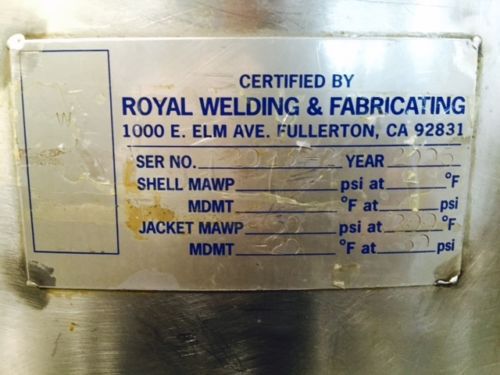 W
CERTIFIED BY
ROYAL WELDING & FABRICATING
1000 E. ELM AVE. FULLERTON, CA 92831
SER NO. YEAR
SHELL MAWP psi at °F
MDMT °F at psi
JACKET MAWP psi at °F
MDMT °F at psi